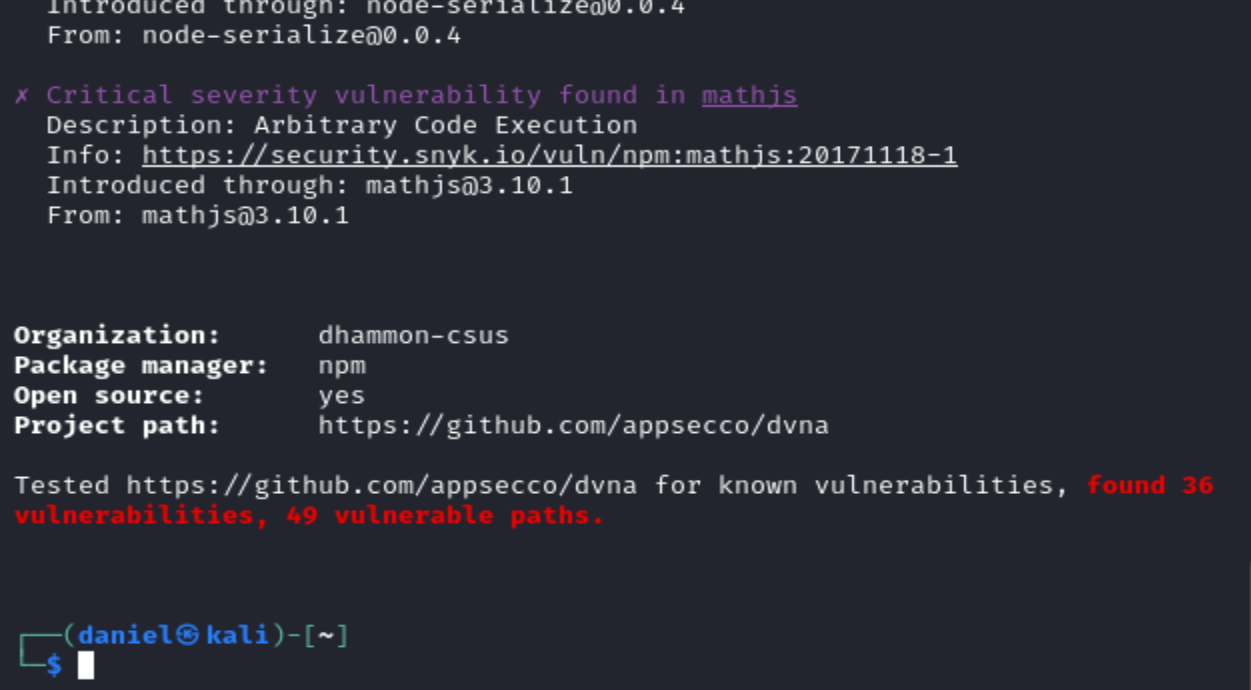 Introduced through: node-serialize@0.0.4
From: node-serialize@0.0.4
✗ Critical severity vulnerability found in mathjs
Description: Arbitrary Code Execution
Info: https://security.snyk.io/vuln/npm:mathjs:20171118-1
Introduced through: mathjs@3.10.1
From: mathjs@3.10.1
Organization: dhammon-csus
Package manager: npm
Open source: yes
Project path: https://github.com/appsecco/dvna
Tested https://github.com/appsecco/dvna for known vulnerabilities, found 36
vulnerabilities, 49 vulnerable paths.
┌──(daniel㉿kali)-[~]
└─$